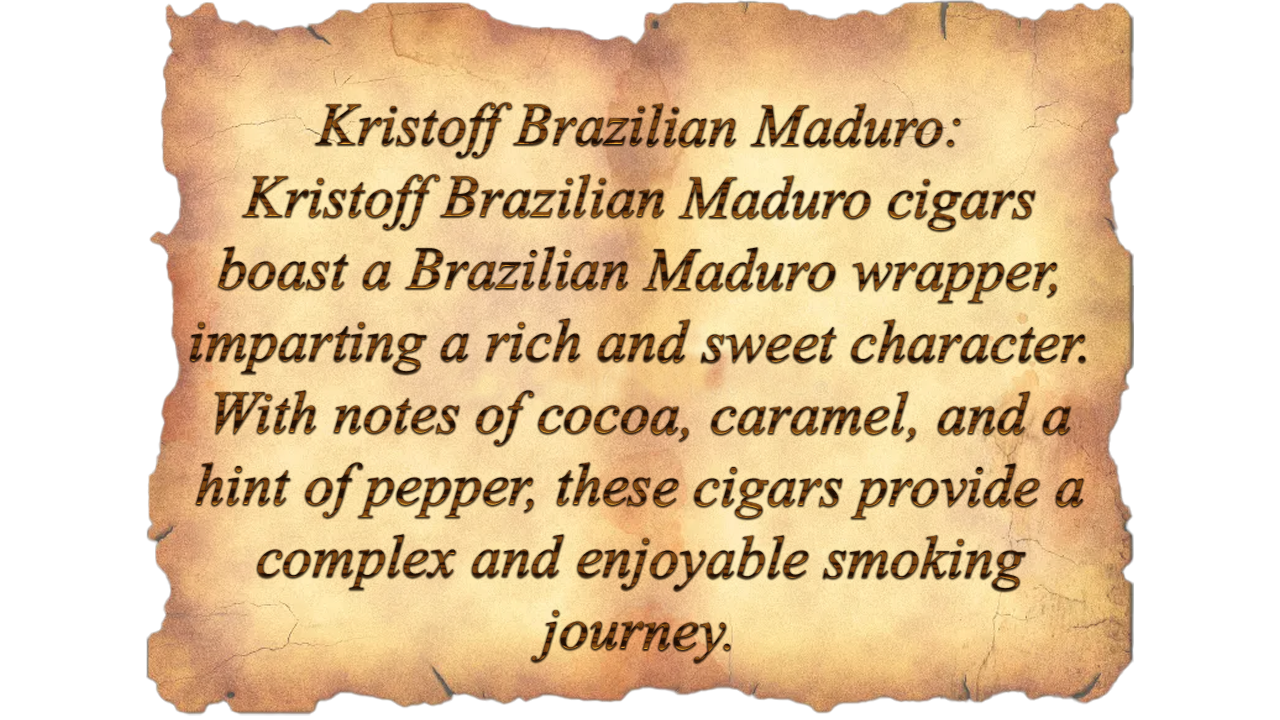 Kristoff Brazilian Maduro:
Kristoff Brazilian Maduro cigars
boast a Brazilian Maduro wrapper,
imparting a rich and sweet character.
With notes of cocoa, caramel, and a
hint of pepper, these cigars provide a
complex and enjoyable smoking
journey.